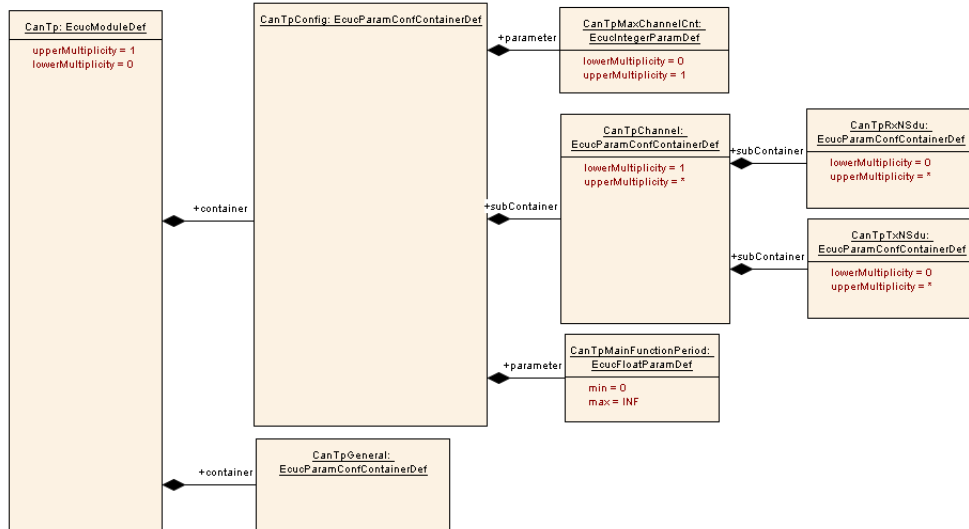 CanTp: EcucModuleDef
upperMultiplicity = 1
lowerMultiplicity = 0
+container
CanTpConfig: EcucParamConfContainerDef
+parameter
CanTpMaxChannelCnt:
EcucIntegerParamDef
lowerMultiplicity = 0
upperMultiplicity = 1
+subContainer
CanTpChannel:
EcucParamConfContainerDef
lowerMultiplicity = 1
upperMultiplicity = *
+subContainer
CanTpRxNSdu:
EcucParamConfContainerDef
lowerMultiplicity = 0
upperMultiplicity = *
+subContainer
CanTpTxNSdu:
EcucParamConfContainerDef
lowerMultiplicity = 0
upperMultiplicity = *
+parameter
CanTpMainFunctionPeriod:
EcucFloatParamDef
min = 0
max = INF
+container
CanTpGeneral:
EcucParamConfContainerDef